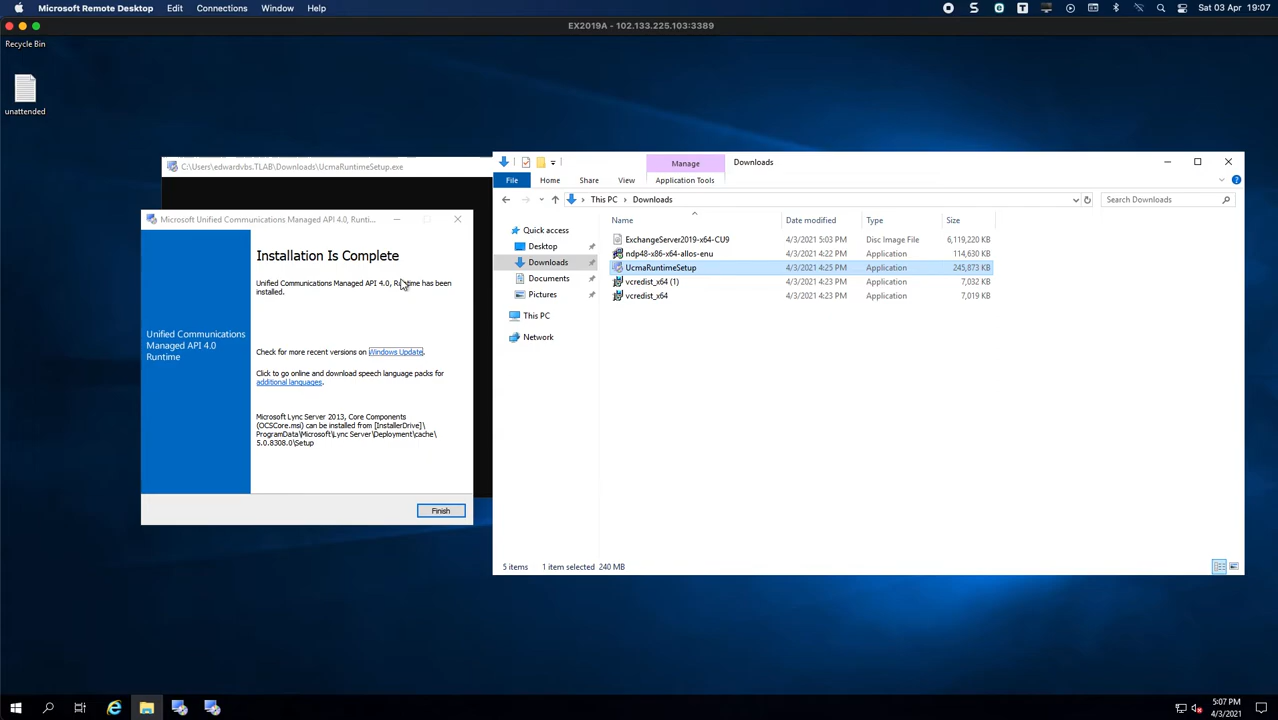 Microsoft Remote Desktop Edit Connections Window Help Sat 03 Apr 19:07
EX2019A - 102.133.225.103:3389
Recycle Bin
unattended
C:\Users\edwardvbs.TLAB\Downloads\UcmaRuntimeSetup.exe
Microsoft Unified Communications Managed API 4.0, Runti...
Installation Is Complete
Unified Communications Managed API 4.0, Runtime has been
installed.
Unified Communications
Managed API 4.0
Runtime
Check for more recent versions on Windows Update.
Click to go online and download speech language packs for
additional languages.
Microsoft Lync Server 2013, Core Components
(OCSCore.msi) can be installed from [InstallerDrive]\
ProgramData\Microsoft\Lync Server\Deployment\cache\
5.0.8308.0\Setup
Finish
Manage Downloads
File Home Share View Application Tools
This PC Downloads Search Downloads
Name Date modified Type Size
Quick access
Desktop
Downloads
Documents
Pictures
This PC
Network
ExchangeServer2019-x64-CU9 4/3/2021 5:03 PM Disc Image File 6,119,220 KB
ndp48-x86-x64-allos-enu 4/3/2021 4:22 PM Application 114,630 KB
UcmaRuntimeSetup 4/3/2021 4:25 PM Application 245,873 KB
vcredist_x64 (1) 4/3/2021 4:23 PM Application 7,032 KB
vcredist_x64 4/3/2021 4:23 PM Application 7,019 KB
5 items 1 item selected 240 MB
5:07 PM
4/3/2021